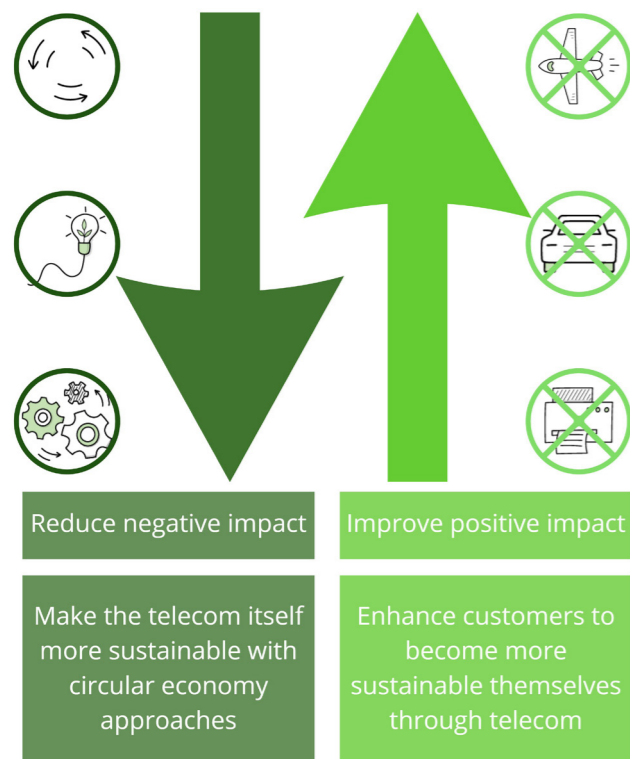 Reduce negative impact
Improve positive impact
Make the telecom itself
more sustainable with
circular economy
approaches
Enhance customers to
become more
sustainable themselves
through telecom